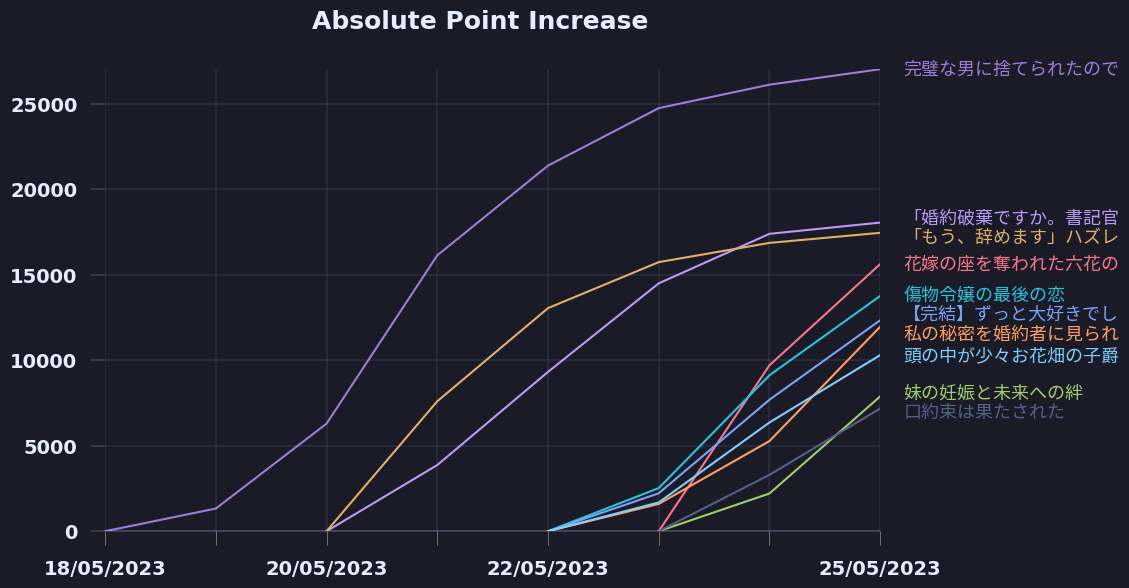 Absolute Point Increase
25000
20000
15000
10000
5000
0
18/05/2023
20/05/2023
22/05/2023
25/05/2023
完璧な男に捨てられたので
「婚約破棄ですか。書記官
「もう、辞めます」ハズレ
花嫁の座を奪われた六花の
傷物令嬢の最後の恋
【完結】ずっと大好きでし
私の秘密を婚約者に見られ
頭の中が少々お花畑の子爵
妹の妊娠と未来への絆
口約束は果たされた